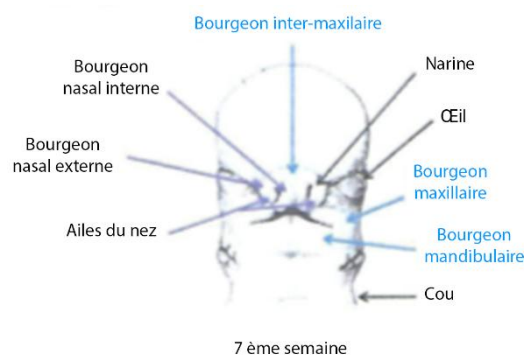 Bourgeon inter-maxilaire
Bourgeon
nasal interne
Narine
Bourgeon
nasal externe
Œil
Ailes du nez
Bourgeon
maxillaire
Bourgeon
mandibulaire
Cou
7 ème semaine